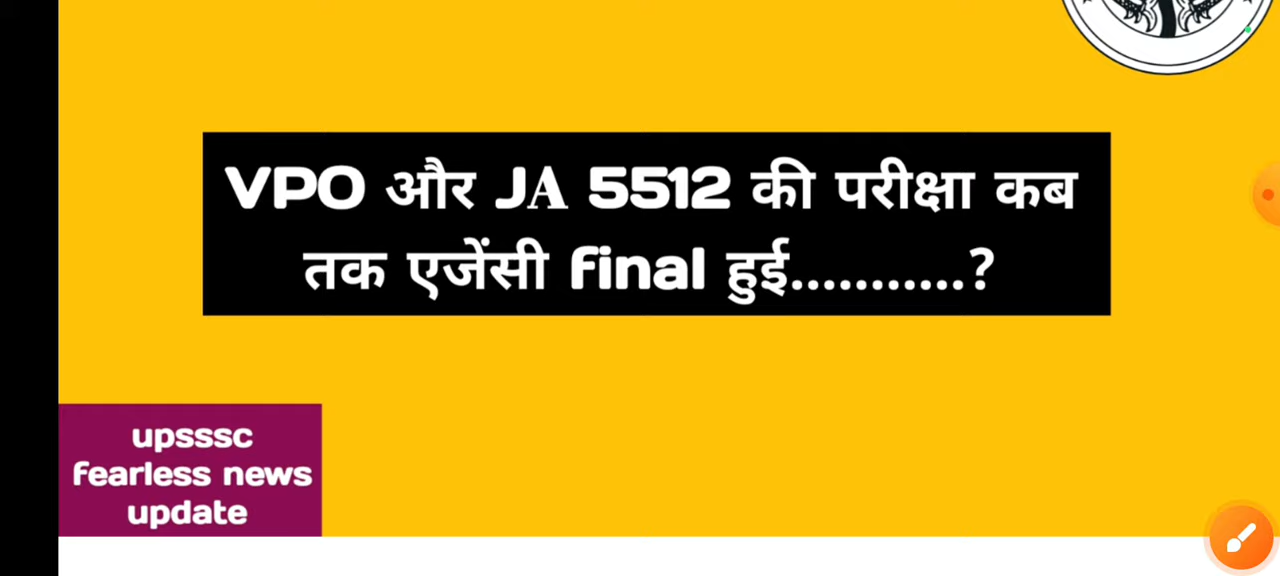 VPO और JA 5512 की परीक्षा कब
तक एजेंसी Final हुई............?
upsssc
fearless news
update